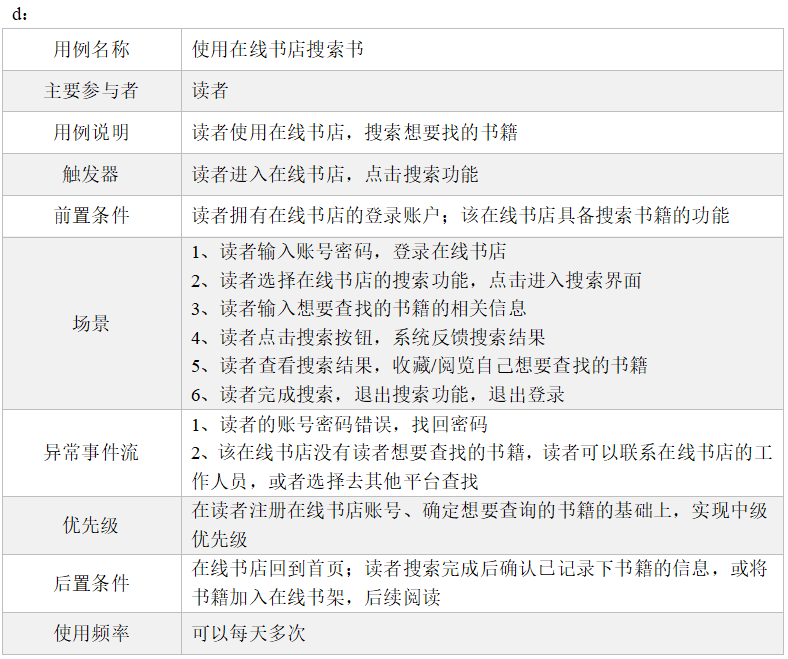 d：
用例名称 使用在线书店搜索书
主要参与者 读者
用例说明 读者使用在线书店，搜索想要找的书籍
触发器 读者进入在线书店，点击搜索功能
前置条件 读者拥有在线书店的登录账户；该在线书店具备搜索书籍的功能
场景
1、读者输入账号密码，登录在线书店
2、读者选择在线书店的搜索功能，点击进入搜索界面
3、读者输入想要查找的书籍的相关信息
4、读者点击搜索按钮，系统反馈搜索结果
5、读者查看搜索结果，收藏/阅览自己想要查找的书籍
6、读者完成搜索，退出搜索功能，退出登录
异常事件流
1、读者的账号密码错误，找回密码
2、该在线书店没有读者想要查找的书籍，读者可以联系在线书店的工
作人员，或者选择去其他平台查找
优先级
在读者注册在线书店账号、确定想要查询的书籍的基础上，实现中级
优先级
后置条件
在线书店回到首页；读者搜索完成后确认已记录下书籍的信息，或将
书籍加入在线书架，后续阅读
使用频率 可以每天多次